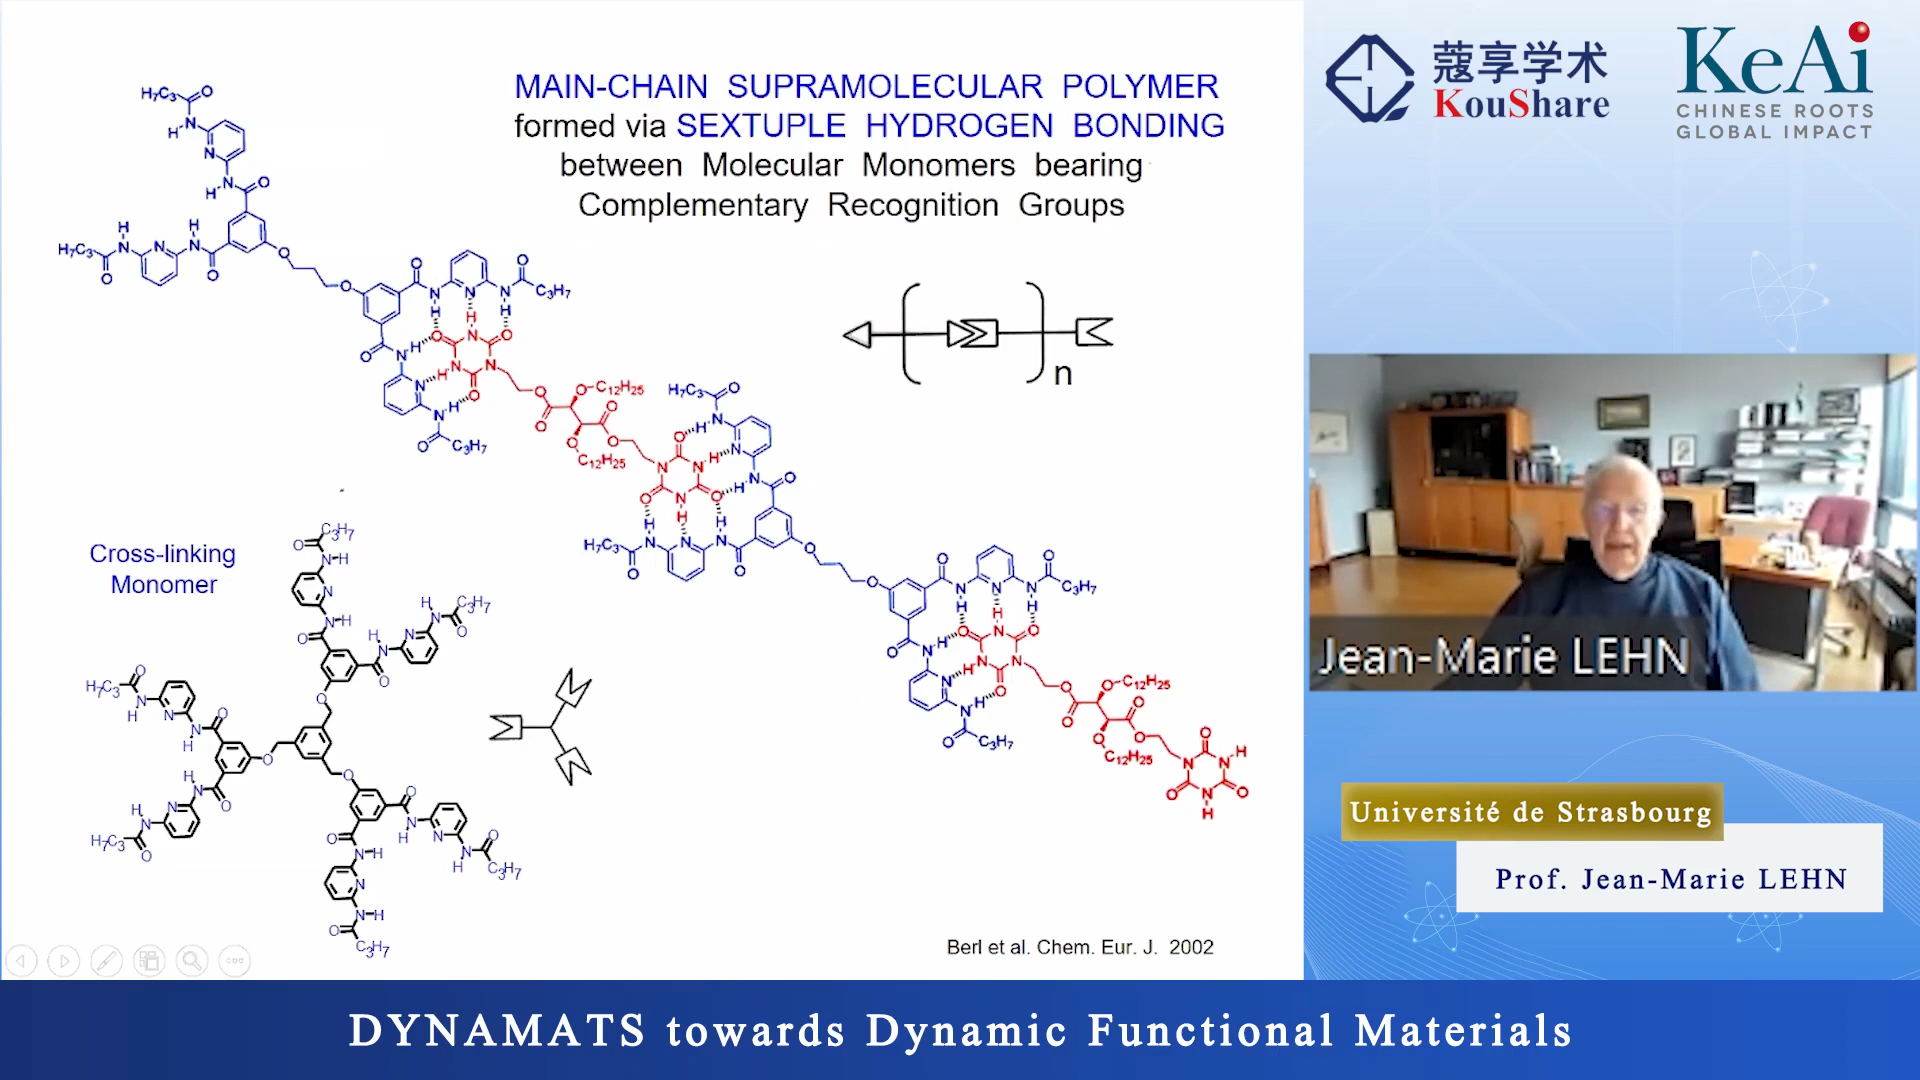 MAIN-CHAIN SUPRAMOLECULAR POLYMER
formed via SEXTUPLE HYDROGEN BONDING
between Molecular Monomers bearing
Complementary Recognition Groups
n
Cross-linking
Monomer
Berl et al. Chem. Eur. J. 2002
蔻享学术
KouShare
KeAi
CHINESE ROOTS
GLOBAL IMPACT
Jean-Marie LEHN
Université de Strasbourg
Prof. Jean-Marie LEHN
DYNAMATS towards Dynamic Functional Materials